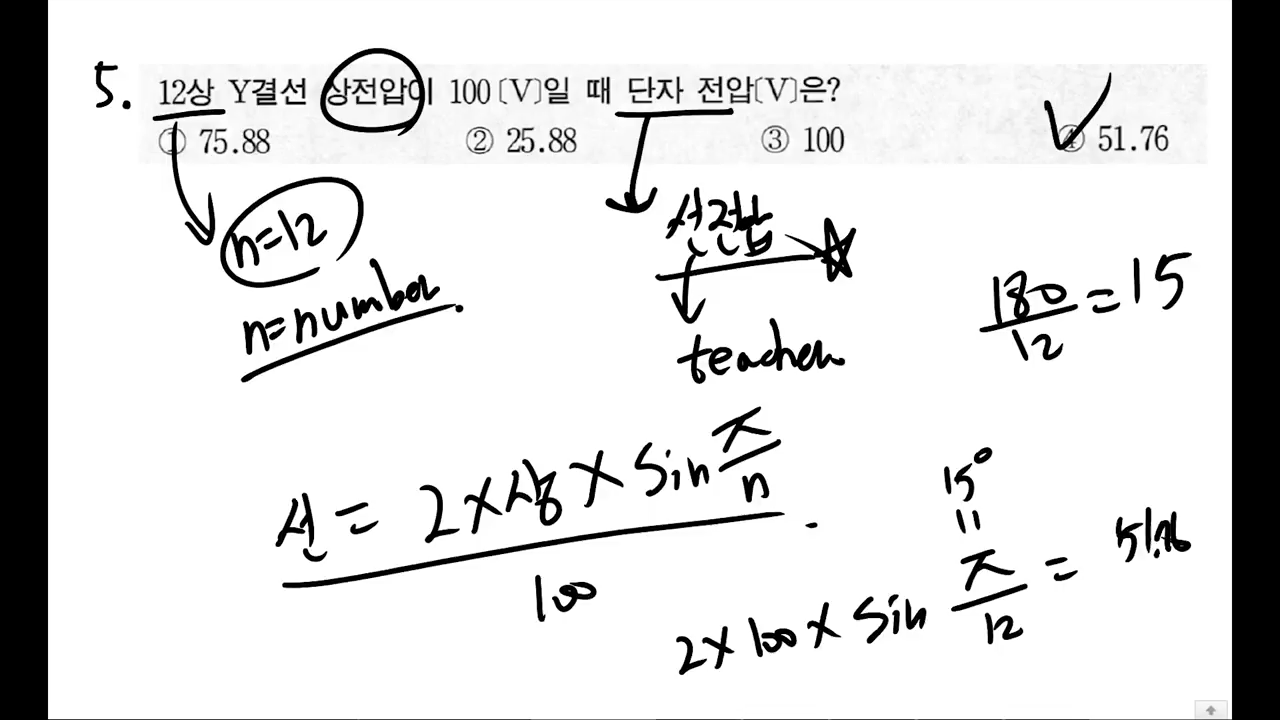 5. 12상 Y결선 상전압이 100 [V]일 때 단자 전압[V]은?
① 75.88 ② 25.88 ③ 100 ④ 51.76
n=12
n=number.
선전압
teacher
180/12 = 15
선 = 2 × 상 × sin π/n
100
15°
=
2 × 100 × sin π/12 = 51.76